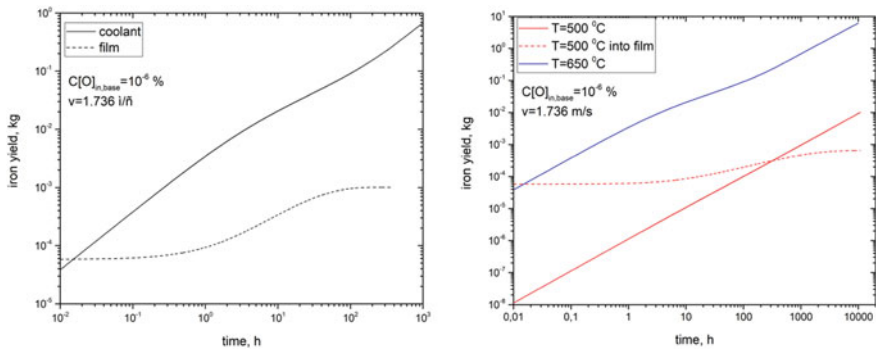 10⁰
10⁻¹
10⁻²
10⁻³
10⁻⁴
10⁻⁵
iron yield, kg
coolant
film
C[O]in,base=10⁻⁶ %
v=1.736 ì/ñ
10⁻² 10⁻¹ 10⁰ 10¹ 10² 10³
time, h
10¹
10⁰
10⁻¹
10⁻²
10⁻³
10⁻⁴
10⁻⁵
10⁻⁶
10⁻⁷
10⁻⁸
iron yield, kg
T=500 ⁰C
T=500 ⁰C into film
T=650 ⁰C
C[O]in,base=10⁻⁶ %
v=1.736 m/s
0,01 0,1 1 10 100 1000 10000
time, h